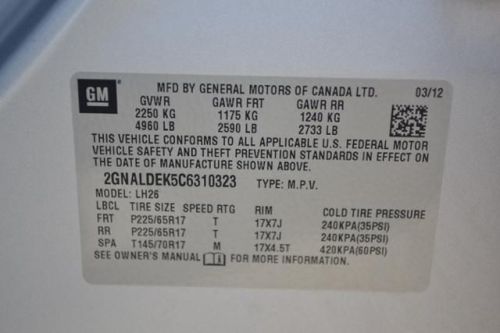 GM
MFD BY GENERAL MOTORS OF CANADA LTD. 03/12
GVWR GAWR FRT GAWR RR
2250 KG 1175 KG 1240 KG
4960 LB 2590 LB 2733 LB
THIS VEHICLE CONFORMS TO ALL APPLICABLE U.S. FEDERAL MOTOR
VEHICLE SAFETY AND THEFT PREVENTION STANDARDS IN EFFECT ON
THE DATE OF MANUFACTURE SHOWN ABOVE.
2GNALDEK5C6310323 TYPE: M.P.V.
MODEL: LH26
LBCL TIRE SIZE SPEED RTG RIM COLD TIRE PRESSURE
FRT P225/65R17 T 17X7J 240KPA(35PSI)
RR P225/65R17 T 17X7J 240KPA(35PSI)
SPA T145/70R17 M 17X4.5T 420KPA(60PSI)
SEE OWNER'S MANUAL FOR MORE INFORMATION.